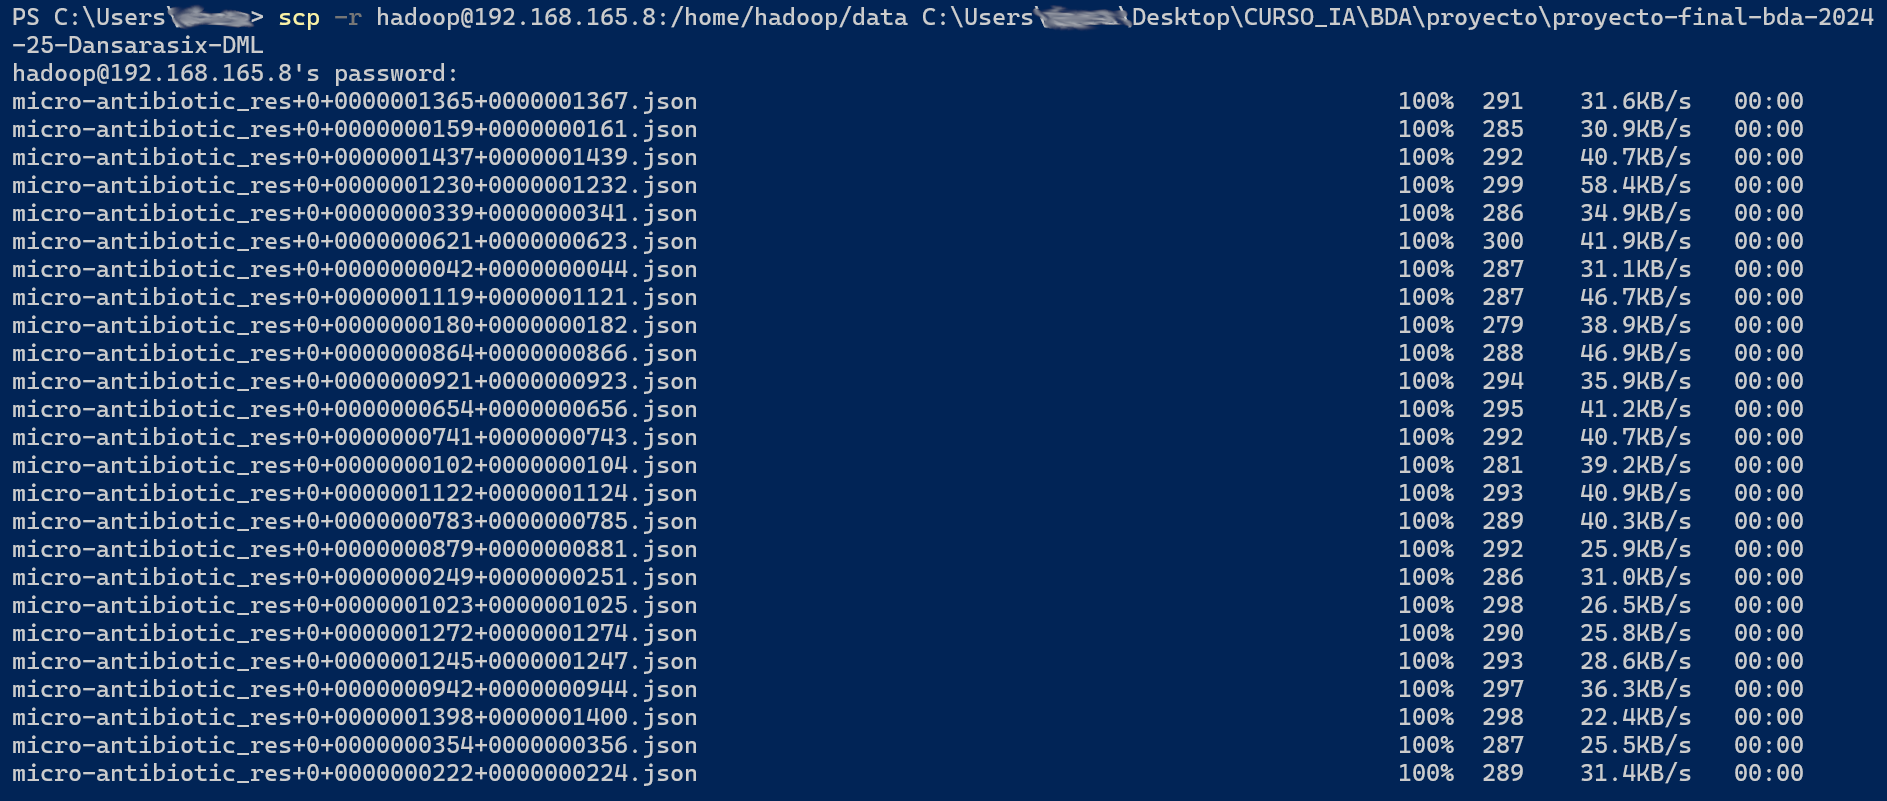 PS C:\Users\> scp -r hadoop@192.168.165.8:/home/hadoop/data C:\Users\\Desktop\CURSO_IA\BDA\proyecto\proyecto-final-bda-2024
-25-Dansarasix-DML
hadoop@192.168.165.8's password:
micro-antibiotic_res+0+0000001365+0000001367.json 100% 291 31.6KB/s 00:00
micro-antibiotic_res+0+0000000159+0000000161.json 100% 285 30.9KB/s 00:00
micro-antibiotic_res+0+0000001437+0000001439.json 100% 292 40.7KB/s 00:00
micro-antibiotic_res+0+0000001230+0000001232.json 100% 299 58.4KB/s 00:00
micro-antibiotic_res+0+0000000339+0000000341.json 100% 286 34.9KB/s 00:00
micro-antibiotic_res+0+0000000621+0000000623.json 100% 300 41.9KB/s 00:00
micro-antibiotic_res+0+0000000042+0000000044.json 100% 287 31.1KB/s 00:00
micro-antibiotic_res+0+0000001119+0000001121.json 100% 287 46.7KB/s 00:00
micro-antibiotic_res+0+0000000180+0000000182.json 100% 279 38.9KB/s 00:00
micro-antibiotic_res+0+0000000864+0000000866.json 100% 288 46.9KB/s 00:00
micro-antibiotic_res+0+0000000921+0000000923.json 100% 294 35.9KB/s 00:00
micro-antibiotic_res+0+0000000654+0000000656.json 100% 295 41.2KB/s 00:00
micro-antibiotic_res+0+0000000741+0000000743.json 100% 292 40.7KB/s 00:00
micro-antibiotic_res+0+0000000102+0000000104.json 100% 281 39.2KB/s 00:00
micro-antibiotic_res+0+0000001122+0000001124.json 100% 293 40.9KB/s 00:00
micro-antibiotic_res+0+0000000783+0000000785.json 100% 289 40.3KB/s 00:00
micro-antibiotic_res+0+0000000879+0000000881.json 100% 292 25.9KB/s 00:00
micro-antibiotic_res+0+0000000249+0000000251.json 100% 286 31.0KB/s 00:00
micro-antibiotic_res+0+0000001023+0000001025.json 100% 298 26.5KB/s 00:00
micro-antibiotic_res+0+0000001272+0000001274.json 100% 290 25.8KB/s 00:00
micro-antibiotic_res+0+0000001245+0000001247.json 100% 293 28.6KB/s 00:00
micro-antibiotic_res+0+0000000942+0000000944.json 100% 297 36.3KB/s 00:00
micro-antibiotic_res+0+0000001398+0000001400.json 100% 298 22.4KB/s 00:00
micro-antibiotic_res+0+0000000354+0000000356.json 100% 287 25.5KB/s 00:00
micro-antibiotic_res+0+0000000222+0000000224.json 100% 289 31.4KB/s 00:00